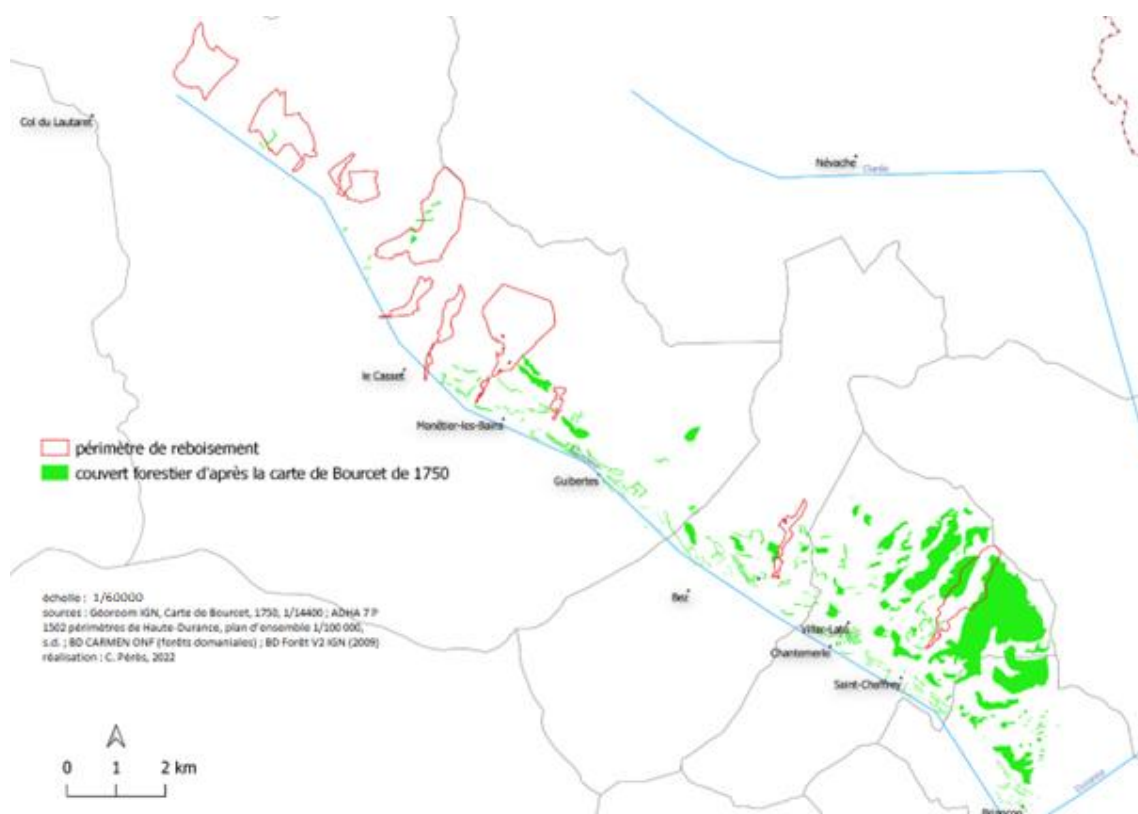 Col du Lautaret
Névache
Clarée
le Casset
Monêtier-les-Bains
périmètre de reboisement
couvert forestier d'après la carte de Bourcet de 1750
Guibertes
Bez
échelle : 1/60000
sources : Géoroom IGN, Carte de Bourcet, 1750, 1/14400 ; ADHA 7 P
1502 périmètres de Haute-Durance, plan d'ensemble 1/100 000,
s.d. ; BD CARMEN ONF (forêts domaniales) ; BD Forêt V2 IGN (2009)
réalisation : C. Pérès, 2022
Villar-Laté
Chantemerle
Saint-Chaffrey
0 1 2 km
Durance
Briançon